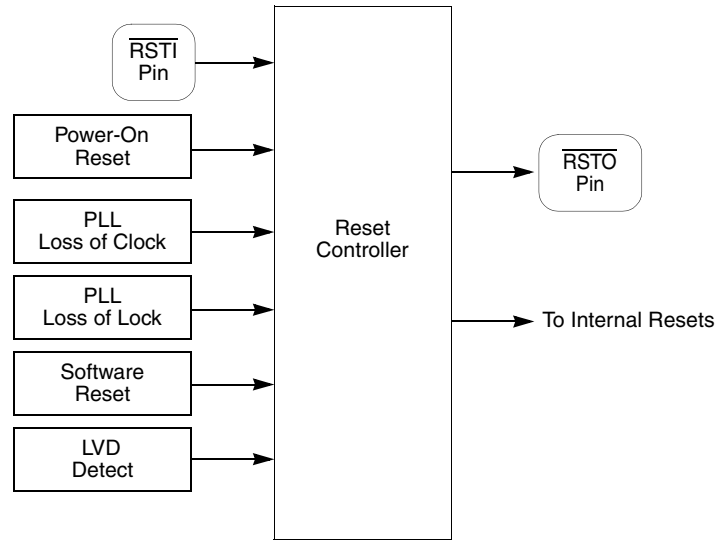 RSTI
Pin
Power-On
Reset
PLL
Loss of Clock
PLL
Loss of Lock
Software
Reset
LVD
Detect
Reset
Controller
RSTO
Pin
To Internal Resets